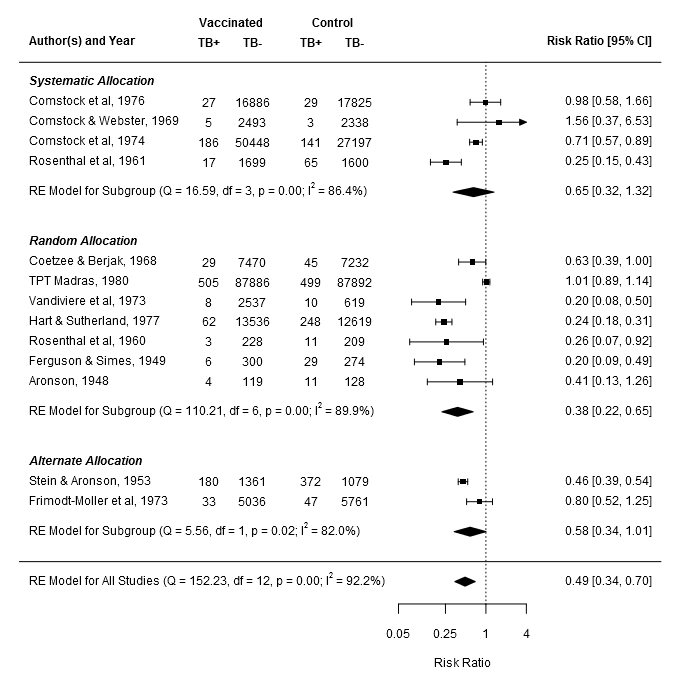 Vaccinated Control
Author(s) and Year TB+ TB- TB+ TB- Risk Ratio [95% CI]
Systematic Allocation
Comstock et al, 1976 27 16886 29 17825 0.98 [0.58, 1.66]
Comstock & Webster, 1969 5 2493 3 2338 1.56 [0.37, 6.53]
Comstock et al, 1974 186 50448 141 27197 0.71 [0.57, 0.89]
Rosenthal et al, 1961 17 1699 65 1600 0.25 [0.15, 0.43]
RE Model for Subgroup (Q = 16.59, df = 3, p = 0.00; I² = 86.4%) 0.65 [0.32, 1.32]
Random Allocation
Coetzee & Berjak, 1968 29 7470 45 7232 0.63 [0.39, 1.00]
TPT Madras, 1980 505 87886 499 87892 1.01 [0.89, 1.14]
Vandiviere et al, 1973 8 2537 10 619 0.20 [0.08, 0.50]
Hart & Sutherland, 1977 62 13536 248 12619 0.24 [0.18, 0.31]
Rosenthal et al, 1960 3 228 11 209 0.26 [0.07, 0.92]
Ferguson & Simes, 1949 6 300 29 274 0.20 [0.09, 0.49]
Aronson, 1948 4 119 11 128 0.41 [0.13, 1.26]
RE Model for Subgroup (Q = 110.21, df = 6, p = 0.00; I² = 89.9%) 0.38 [0.22, 0.65]
Alternate Allocation
Stein & Aronson, 1953 180 1361 372 1079 0.46 [0.39, 0.54]
Frimodt-Moller et al, 1973 33 5036 47 5761 0.80 [0.52, 1.25]
RE Model for Subgroup (Q = 5.56, df = 1, p = 0.02; I² = 82.0%) 0.58 [0.34, 1.01]
RE Model for All Studies (Q = 152.23, df = 12, p = 0.00; I² = 92.2%) 0.49 [0.34, 0.70]
0.05 0.25 1 4
Risk Ratio